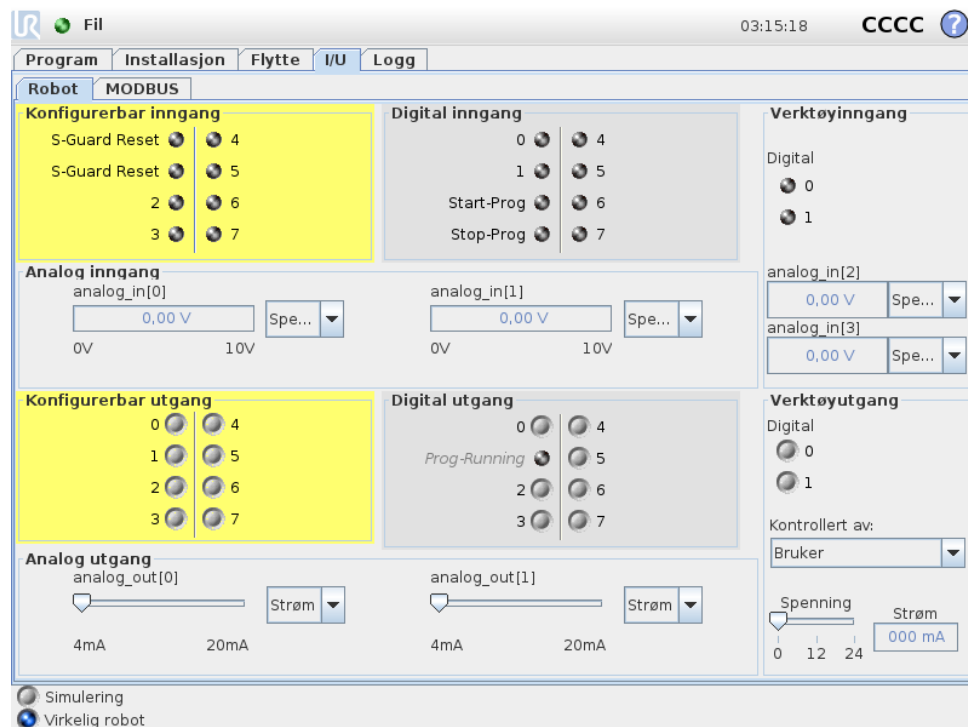 UR Fil 03:15:18 CCCC ?
Program Installasjon Flytte I/U Logg
Robot MODBUS
Konfigurerbar inngang
S-Guard Reset 4
S-Guard Reset 5
2 6
3 7
Digital inngang
0 4
1 5
Start-Prog 6
Stop-Prog 7
Verktøyinngang
Digital
0
1
analog_in[2]
0,00 V Spe...
analog_in[3]
0,00 V Spe...
Analog inngang
analog_in[0]
0,00 V Spe...
0V 10V
analog_in[1]
0,00 V Spe...
0V 10V
Konfigurerbar utgang
0 4
1 5
2 6
3 7
Digital utgang
0 4
Prog-Running 5
2 6
3 7
Verktøyutgang
Digital
0
1
Kontrollert av:
Bruker
Spenning
0 12 24
Strøm
000 mA
Analog utgang
analog_out[0]
Strøm
4mA 20mA
analog_out[1]
Strøm
4mA 20mA
Simulering
Virkelig robot